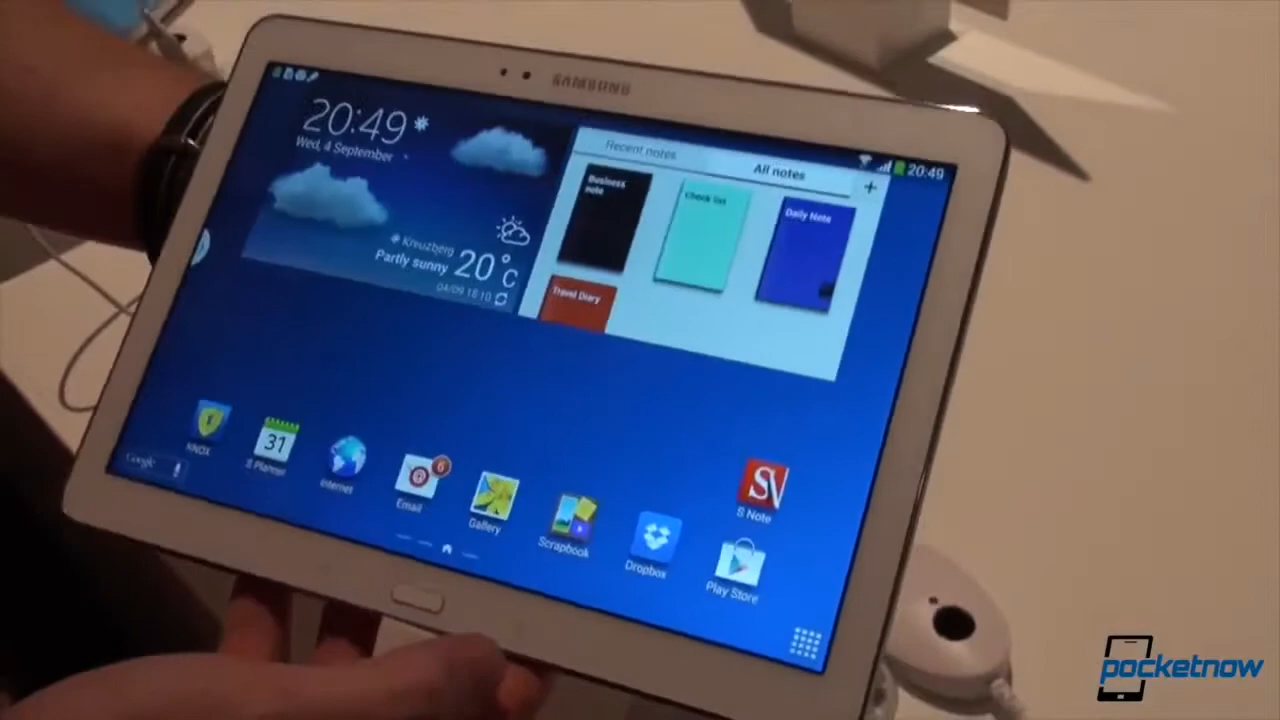 SAMSUNG
20:49
Wed, 4 September
20:49
Recent notes
All notes
+
Business
note
Check list
Daily Note
Travel Diary
Kreuzberg
Partly sunny 20°C
04/09 18:10
KNOX
31
S Planner
Internet
6
Email
Gallery
Scrapbook
Dropbox
S Note
Play Store
Google
pocketnow